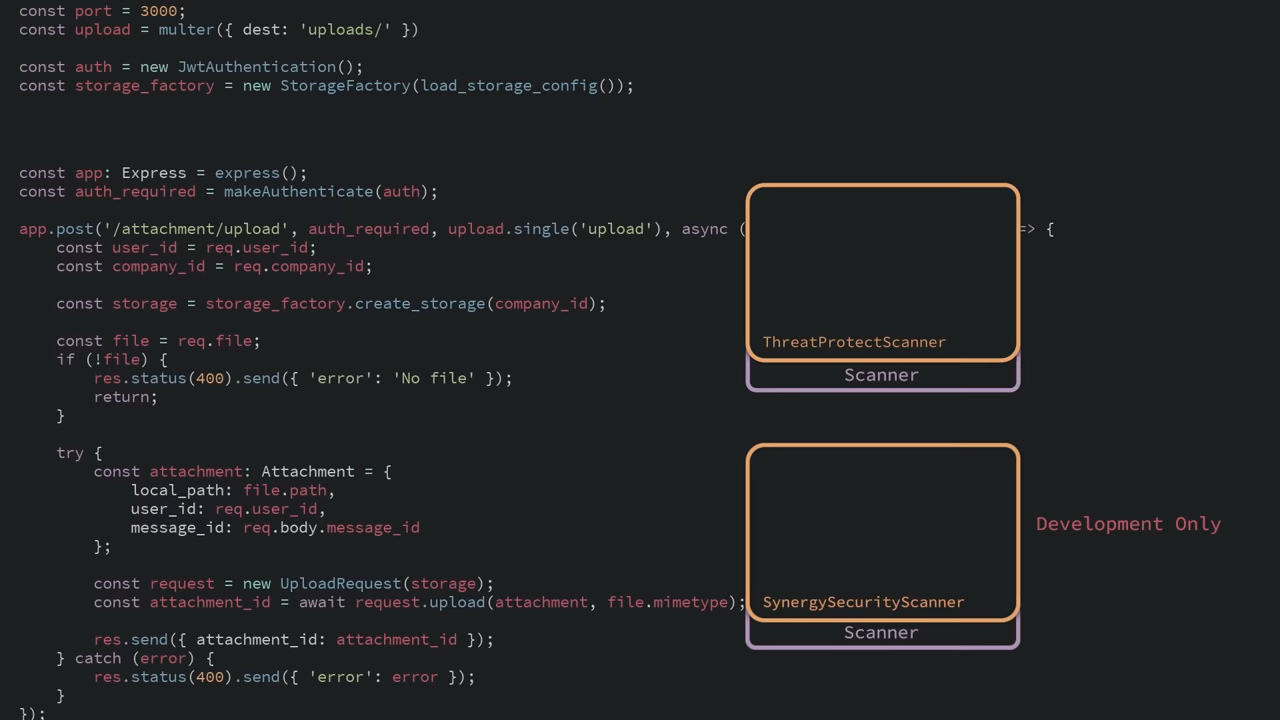 const port = 3000;
const upload = multer({ dest: 'uploads/' })
const auth = new JwtAuthentication();
const storage_factory = new StorageFactory(load_storage_config());
const app: Express = express();
const auth_required = makeAuthenticate(auth);
app.post('/attachment/upload', auth_required, upload.single('upload'), async ( => {
    const user_id = req.user_id;
    const company_id = req.company_id;
    const storage = storage_factory.create_storage(company_id);
    const file = req.file;
    if (!file) {
        res.status(400).send({ 'error': 'No file' });
        return;
    }
    try {
        const attachment: Attachment = {
            local_path: file.path,
            user_id: req.user_id,
            message_id: req.body.message_id
        };
        const request = new UploadRequest(storage);
        const attachment_id = await request.upload(attachment, file.mimetype);
        res.send({ attachment_id: attachment_id });
    } catch (error) {
        res.status(400).send({ 'error': error });
    }
});
ThreatProtectScanner
Scanner
SynergySecurityScanner
Scanner
Development Only